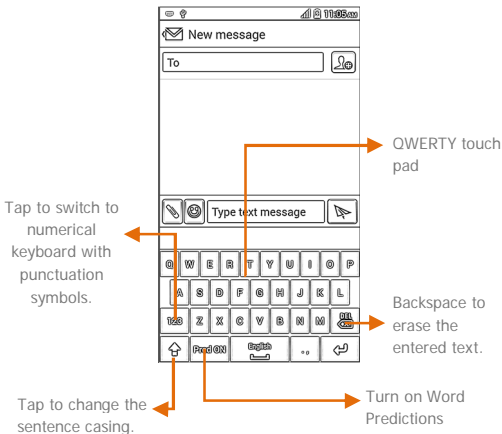 11:05AM
New message
To
QWERTY touch
pad
Tap to switch to
numerical
keyboard with
punctuation
symbols.
Type text message
Q W E R T Y U I O P
A S D F G H J K L
123 Z X C V B N M DEL
Pred ON English .,
Backspace to
erase the
entered text.
Tap to change the
sentence casing.
Turn on Word
Predictions